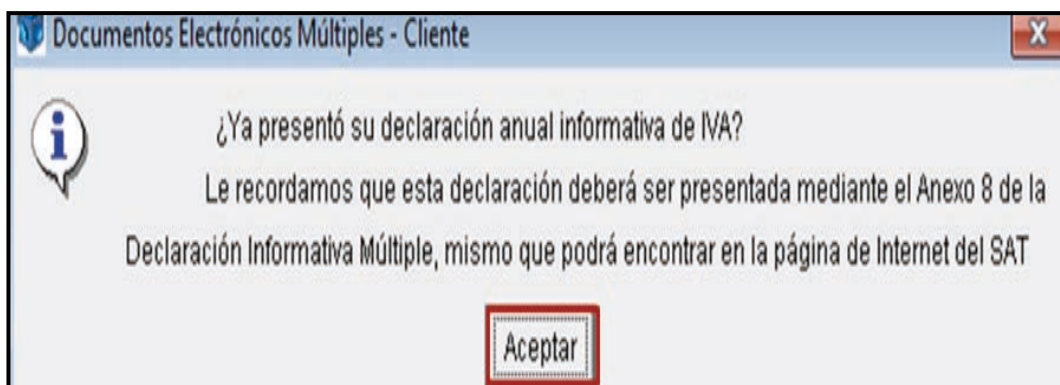 Documentos Electrónicos Múltiples - Cliente
¿Ya presentó su declaración anual informativa de IVA?
Le recordamos que esta declaración deberá ser presentada mediante el Anexo 8 de la
Declaración Informativa Múltiple, mismo que podrá encontrar en la página de Internet del SAT
Aceptar